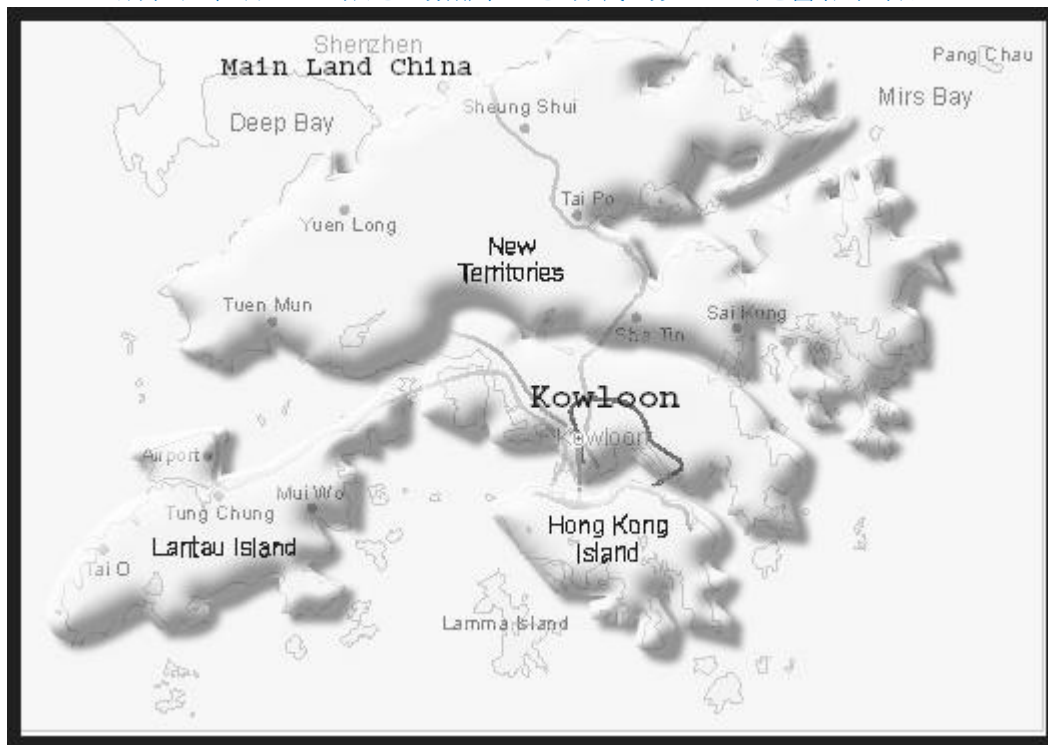 Shenzhen
Main Land China
Pang Chau
Mirs Bay
Sheung Shui
Deep Bay
Tai Po
Yuen Long
New
Territories
Tuen Mun
Sai Kung
Sha Tin
Kowloon
Kowloon
Airport
Mui Wo
Tung Chung
Hong Kong
Island
Lantau Island
Tai O
Lamma Island